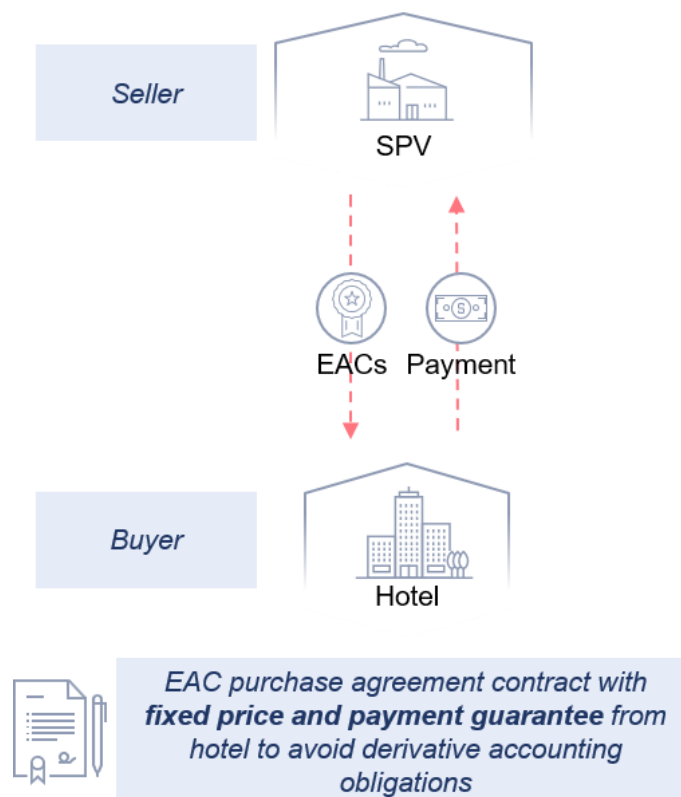 Seller
SPV
EACs
Payment
Buyer
Hotel
EAC purchase agreement contract with
fixed price and payment guarantee from
hotel to avoid derivative accounting
obligations